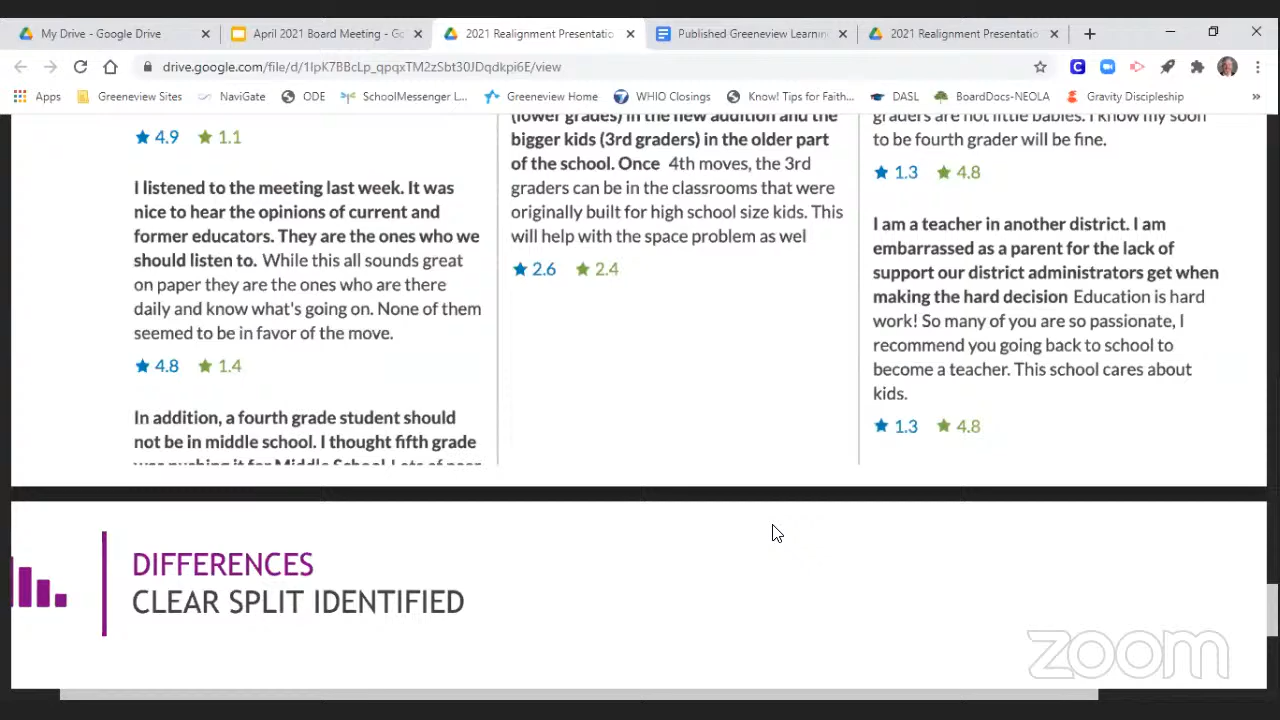 My Drive - Google Drive
April 2021 Board Meeting - Go
2021 Realignment Presentatio
Published Greeneview Learnin
2021 Realignment Presentatio
drive.google.com/file/d/1IpK7BBcLp_qpqxTM2zSbt30JDqdkpi6E/view
Apps
Greeneview Sites
NaviGate
ODE
SchoolMessenger L...
Greeneview Home
WHIO Closings
Know! Tips for Faith...
DASL
BoardDocs-NEOLA
Gravity Discipleship
4.9 1.1
I listened to the meeting last week. It was
nice to hear the opinions of current and
former educators. They are the ones who we
should listen to. While this all sounds great
on paper they are the ones who are there
daily and know what's going on. None of them
seemed to be in favor of the move.
4.8 1.4
In addition, a fourth grade student should
not be in middle school. I thought fifth grade
was pushing it for Middle School. Lots of peer
(lower grades) in the new addition and the
bigger kids (3rd graders) in the older part
of the school. Once 4th moves, the 3rd
graders can be in the classrooms that were
originally built for high school size kids. This
will help with the space problem as wel
2.6 2.4
graders are not little babies. I know my soon
to be fourth grader will be fine.
1.3 4.8
I am a teacher in another district. I am
embarrassed as a parent for the lack of
support our district administrators get when
making the hard decision Education is hard
work! So many of you are so passionate, I
recommend you going back to school to
become a teacher. This school cares about
kids.
1.3 4.8
DIFFERENCES
CLEAR SPLIT IDENTIFIED
zoom